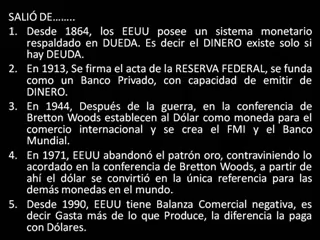 SALIÓ DE……..
1. Desde 1864, los EEUU posee un sistema monetario
respaldado en DUEDA. Es decir el DINERO existe solo si
hay DEUDA.
2. En 1913, Se firma el acta de la RESERVA FEDERAL, se funda
como un Banco Privado, con capacidad de emitir de
DINERO.
3. En 1944, Después de la guerra, en la conferencia de
Bretton Woods establecen al Dólar como moneda para el
comercio internacional y se crea el FMI y el Banco
Mundial.
4. En 1971, EEUU abandonó el patrón oro, contraviniendo lo
acordado en la conferencia de Bretton Woods, a partir de
ahí el dólar se convirtió en la única referencia para las
demás monedas en el mundo.
5. Desde 1990, EEUU tiene Balanza Comercial negativa, es
decir Gasta más de lo que Produce, la diferencia la paga
con Dólares.